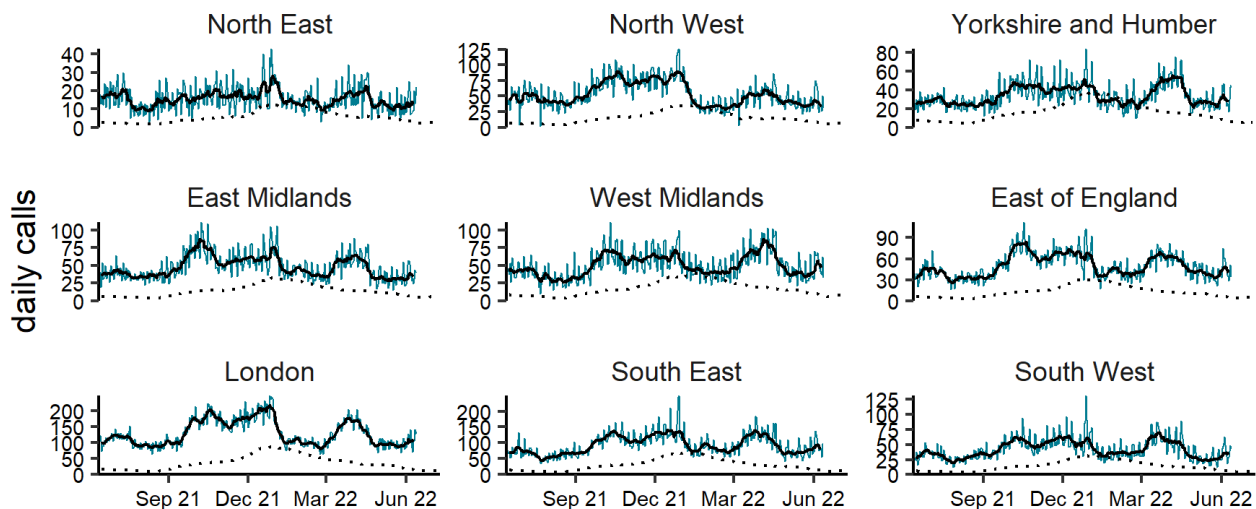 North East North West Yorkshire and Humber
40 125 80
30 100 60
20 75 40
10 50 20
0 25 0
0
East Midlands West Midlands East of England
daily calls
100 100 90
75 75 60
50 50 30
25 25 0
0 0
London South East South West
200 200 125
150 150 100
100 100 75
50 50 50
0 0 25
0
Sep 21 Dec 21 Mar 22 Jun 22 Sep 21 Dec 21 Mar 22 Jun 22 Sep 21 Dec 21 Mar 22 Jun 22